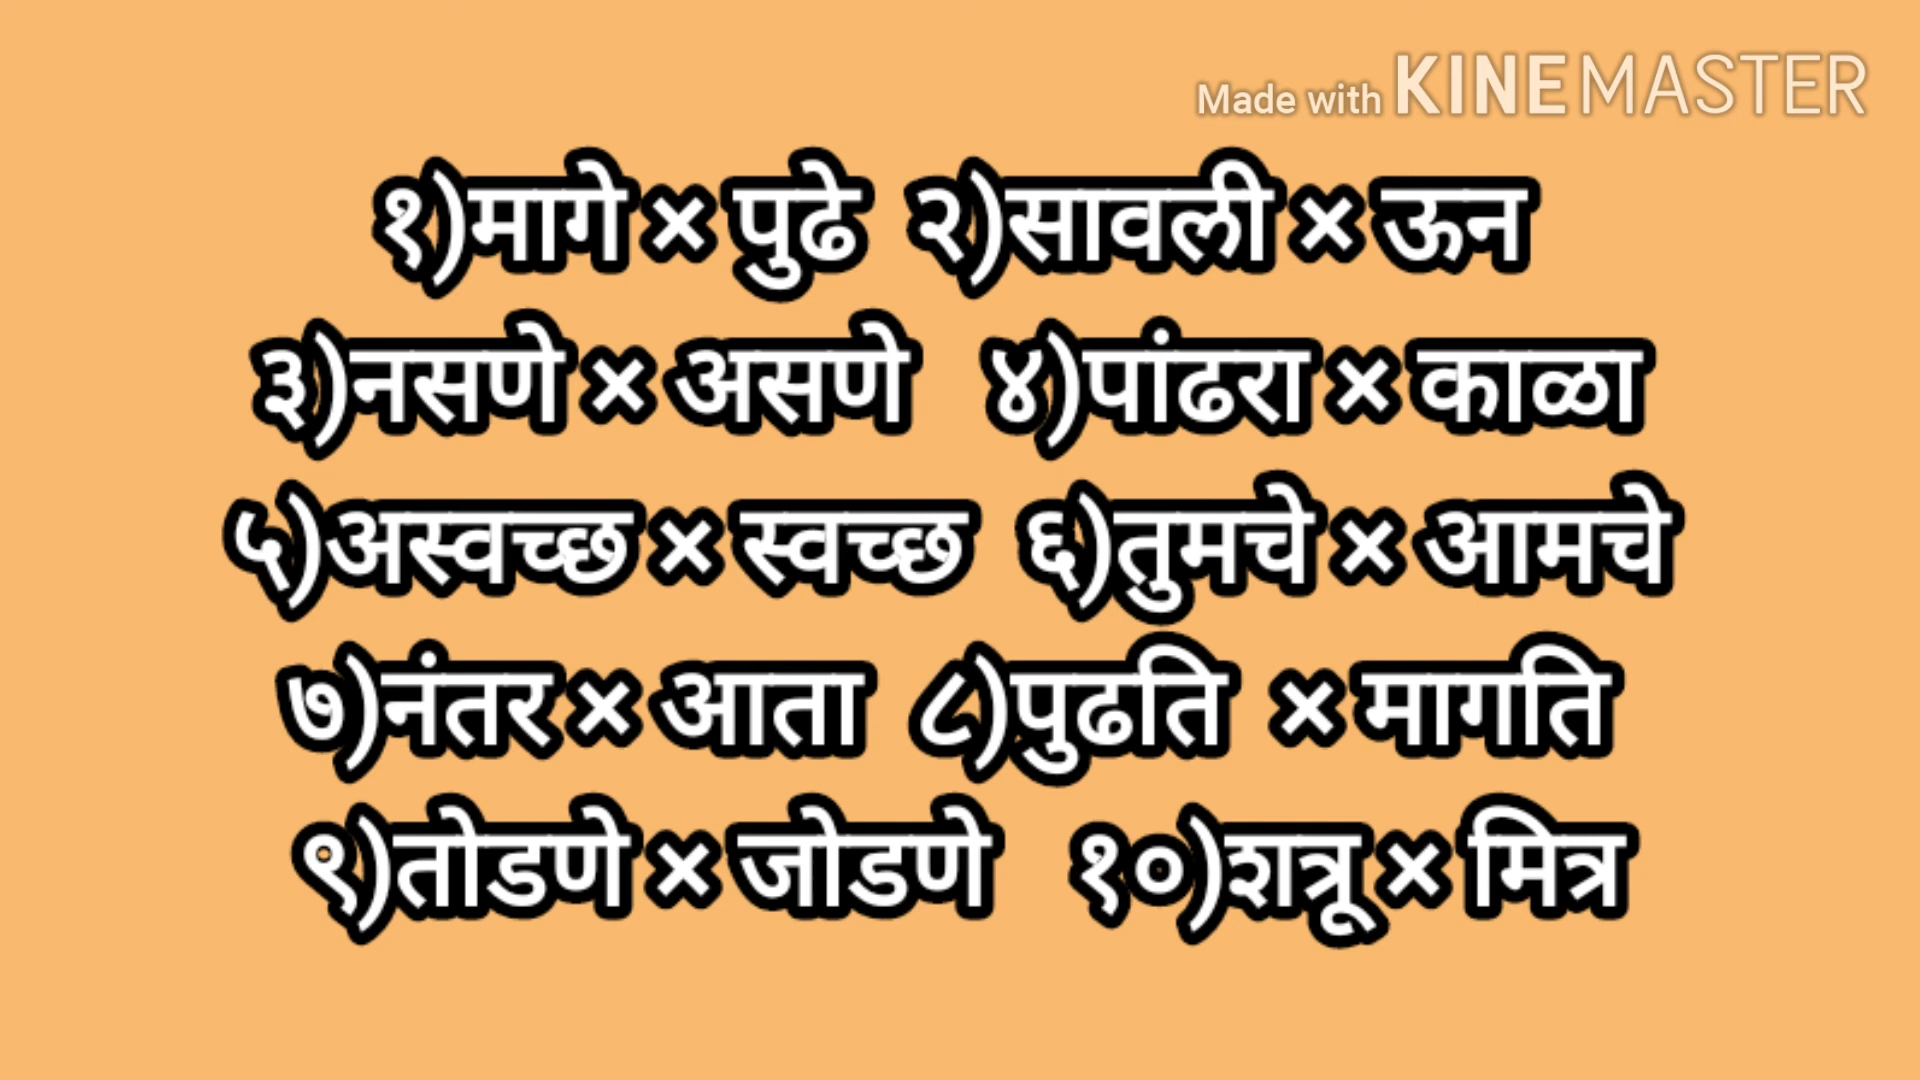 Made with KINEMASTER
१)मागे × पुढे २)सावली × ऊन
३)नसणे × असणे ४)पांढरा × काळा
५)अस्वच्छ × स्वच्छ ६)तुमचे × आमचे
७)नंतर × आता ८)पुढति × मागति
९)तोडणे × जोडणे १०)शत्रू × मित्र